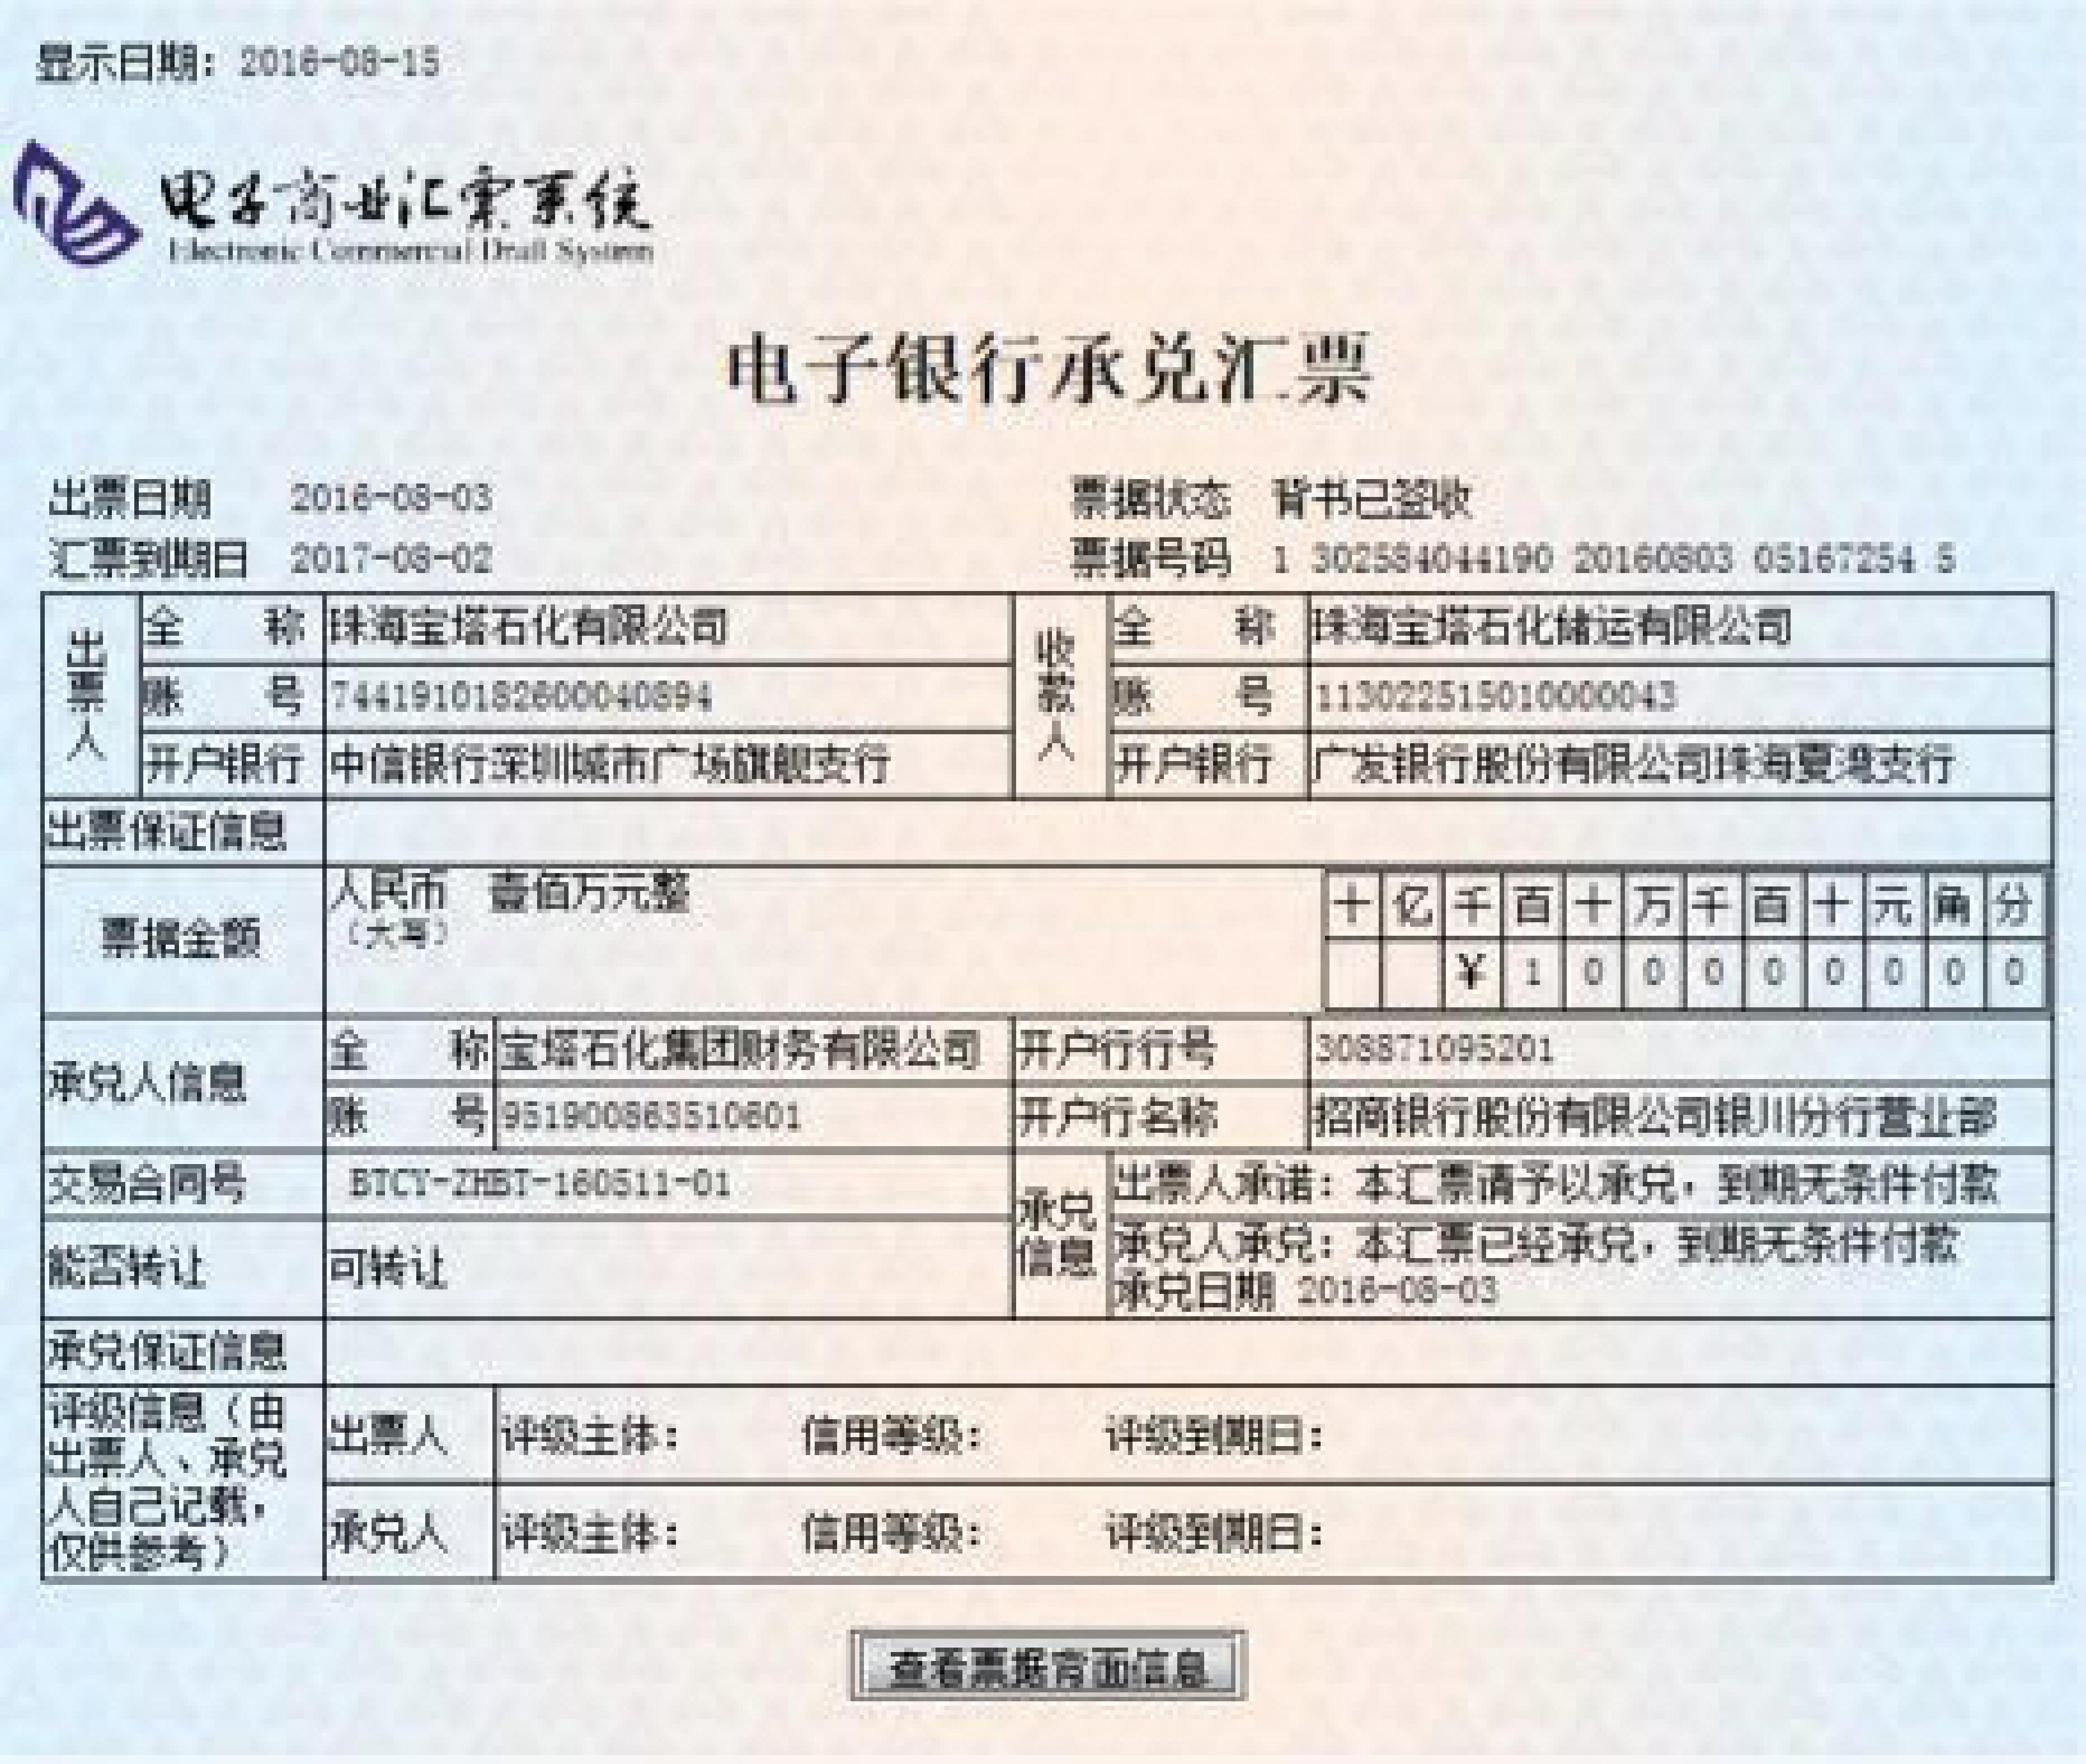 显示日期：2016-08-15
电子商业汇票系统
Electronic Commercial Draft System
电子银行承兑汇票
出票日期 2016-08-03 票据状态 背书已签收
汇票到期日 2017-08-02 票据号码 1 302584044190 20160803 05167254 5
出票人 全称 珠海宝塔石化有限公司 收款人 全称 珠海宝塔石化储运有限公司
账号 7441910182600040894 账号 113022515010000043
开户银行 中信银行深圳城市广场旗舰支行 开户银行 广发银行股份有限公司珠海夏湾支行
出票保证信息
票据金额 人民币 壹佰万元整 十 亿 千 百 十 万 千 百 十 元 角 分
（大写） ¥ 1 0 0 0 0 0 0 0 0
承兑人信息 全称 宝塔石化集团财务有限公司 开户行行号 308871095201
账号 951900863510601 开户行名称 招商银行股份有限公司银川分行营业部
交易合同号 BTCY-ZHBT-160511-01 承兑信息 出票人承诺：本汇票请予以承兑，到期无条件付款
能否转让 可转让 承兑人承兑：本汇票已经承兑，到期无条件付款
承兑日期 2016-08-03
承兑保证信息
评级信息（由出票人、承兑人自己记载，仅供参考） 出票人 评级主体： 信用等级： 评级到期日：
承兑人 评级主体： 信用等级： 评级到期日：
查看票据背面信息